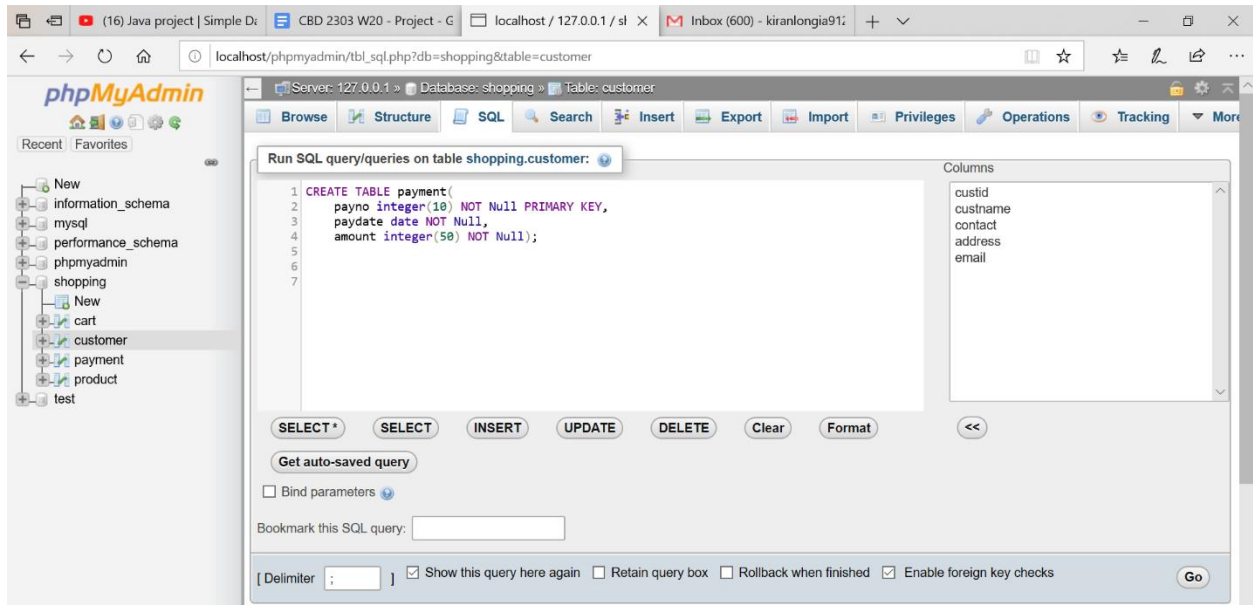 (16) Java project | Simple Da
CBD 2303 W20 - Project - G
localhost / 127.0.0.1 / sh
Inbox (600) - kiranlongia912
localhost/phpmyadmin/tbl_sql.php?db=shopping&table=customer
phpMyAdmin
Recent Favorites
New
information_schema
mysql
performance_schema
phpmyadmin
shopping
New
cart
customer
payment
product
test
Server: 127.0.0.1 » Database: shopping » Table: customer
Browse Structure SQL Search Insert Export Import Privileges Operations Tracking More
Run SQL query/queries on table shopping.customer:
1 CREATE TABLE payment(
2 payno integer(10) NOT Null PRIMARY KEY,
3 paydate date NOT Null,
4 amount integer(50) NOT Null);
5
6
7
Columns
custid
custname
contact
address
email
SELECT * SELECT INSERT UPDATE DELETE Clear Format <<
Get auto-saved query
Bind parameters
Bookmark this SQL query:
[ Delimiter ; ] Show this query here again Retain query box Rollback when finished Enable foreign key checks Go